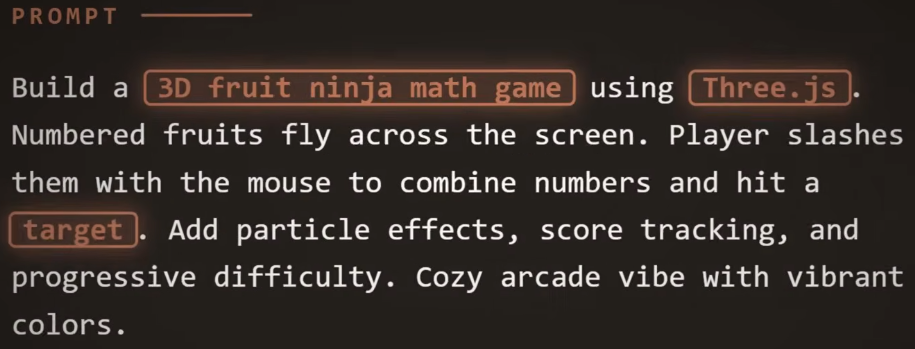 PROMPT
Build a 3D fruit ninja math game using Three.js.
Numbered fruits fly across the screen. Player slashes
them with the mouse to combine numbers and hit a
target. Add particle effects, score tracking, and
progressive difficulty. Cozy arcade vibe with vibrant
colors.